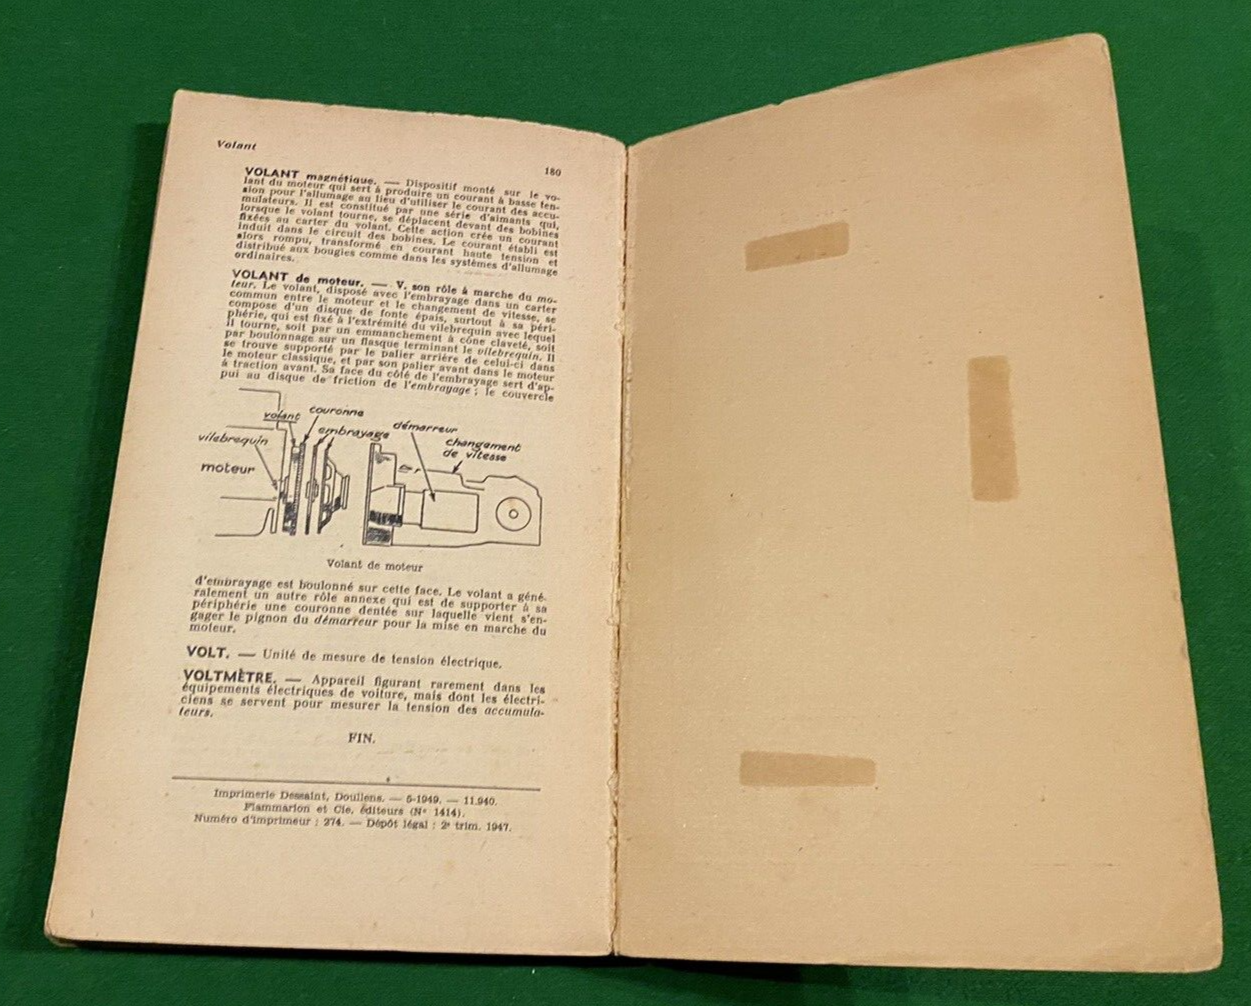 Volant
180
VOLANT magnétique. — Dispositif monté sur le vo-
lant du moteur qui sert à produire un courant à basse ten-
sion pour l'allumage au lieu d'utiliser le courant des accu-
mulateurs. Il est constitué par une série d'aimants qui,
lorsque le volant tourne, se déplacent devant des bobines
fixées au carter du volant. Cette action crée un courant
induit dans le circuit des bobines. Le courant établi est
alors rompu, transformé en courant haute tension et
distribué aux bougies comme dans les systèmes d'allumage
ordinaires.
VOLANT de moteur. — V. son rôle à marche du mo-
teur. Le volant, disposé avec l'embrayage dans un carter
commun entre le moteur et le changement de vitesse, se
compose d'un disque de fonte épais, surtout à sa péri-
phérie, qui est fixé à l'extrémité du vilebrequin avec lequel
il tourne, soit par un emmanchement à cône claveté, soit
par boulonnage sur un flasque terminant le vilebrequin. Il
se trouve supporté par le palier arrière de celui-ci dans
le moteur classique, et par son palier avant dans le moteur
à traction avant. Sa face du côté de l'embrayage sert d'ap-
pui au disque de friction de l'embrayage ; le couvercle
volant
couronne
embrayage
démarreur
changement
de vitesse
vilebrequin
moteur
Volant de moteur
d'embrayage est boulonné sur cette face. Le volant a géné-
ralement un autre rôle annexe qui est de supporter à sa
périphérie une couronne dentée sur laquelle vient s'en-
gager le pignon du démarreur pour la mise en marche du
moteur.
VOLT. — Unité de mesure de tension électrique.
VOLTMÈTRE. — Appareil figurant rarement dans les
équipements électriques de voiture, mais dont les électri-
ciens se servent pour mesurer la tension des accumula-
teurs.
FIN.
Imprimerie Dessaint, Doullens. — 5-1949. — 11.940.
Flammarion et Cie, éditeurs (N° 1414).
Numéro d'imprimeur : 274. — Dépôt légal : 2e trim. 1947.